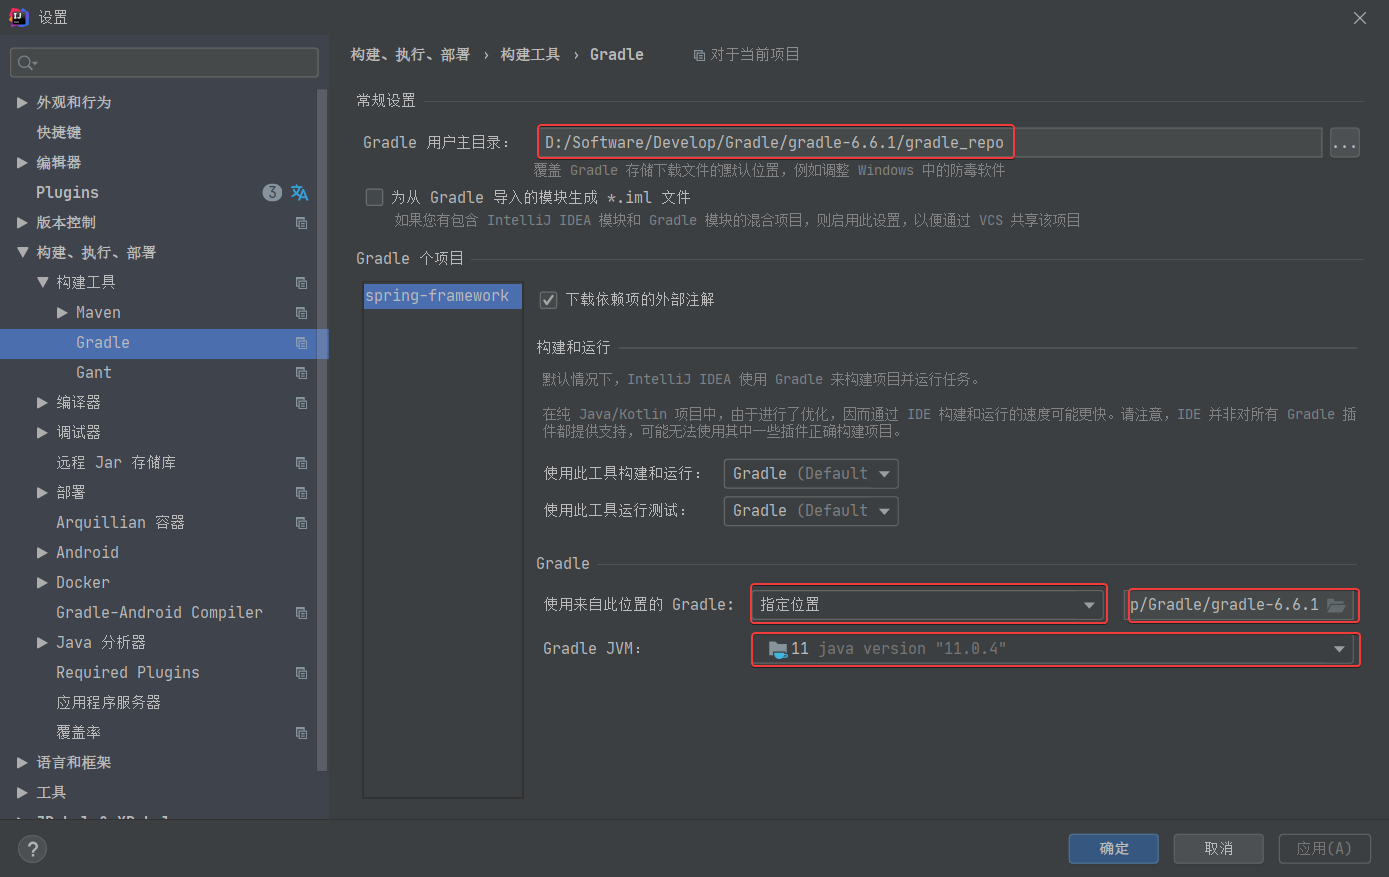 设置
外观和行为
快捷键
编辑器
Plugins 3
版本控制
构建、执行、部署
构建工具
Maven
Gradle
Gant
编译器
调试器
远程 Jar 存储库
部署
Arquillian 容器
Android
Docker
Gradle-Android Compiler
Java 分析器
Required Plugins
应用程序服务器
覆盖率
语言和框架
工具
构建、执行、部署 › 构建工具 › Gradle 对于当前项目
常规设置
Gradle 用户主目录: D:/Software/Develop/Gradle/gradle-6.6.1/gradle_repo ...
覆盖 Gradle 存储下载文件的默认位置，例如调整 Windows 中的防毒软件
为从 Gradle 导入的模块生成 *.iml 文件
如果您有包含 IntelliJ IDEA 模块和 Gradle 模块的混合项目，则启用此设置，以便通过 VCS 共享该项目
Gradle 个项目
spring-framework
下载依赖项的外部注解
构建和运行
默认情况下，IntelliJ IDEA 使用 Gradle 来构建项目并运行任务。
在纯 Java/Kotlin 项目中，由于进行了优化，因而通过 IDE 构建和运行的速度可能更快。请注意，IDE 并非对所有 Gradle 插
件都提供支持，可能无法使用其中一些插件正确构建项目。
使用此工具构建和运行: Gradle (Default
使用此工具运行测试: Gradle (Default
Gradle
使用来自此位置的 Gradle: 指定位置 p/Gradle/gradle-6.6.1
Gradle JVM: 11 java version "11.0.4"
? 确定 取消 应用(A)